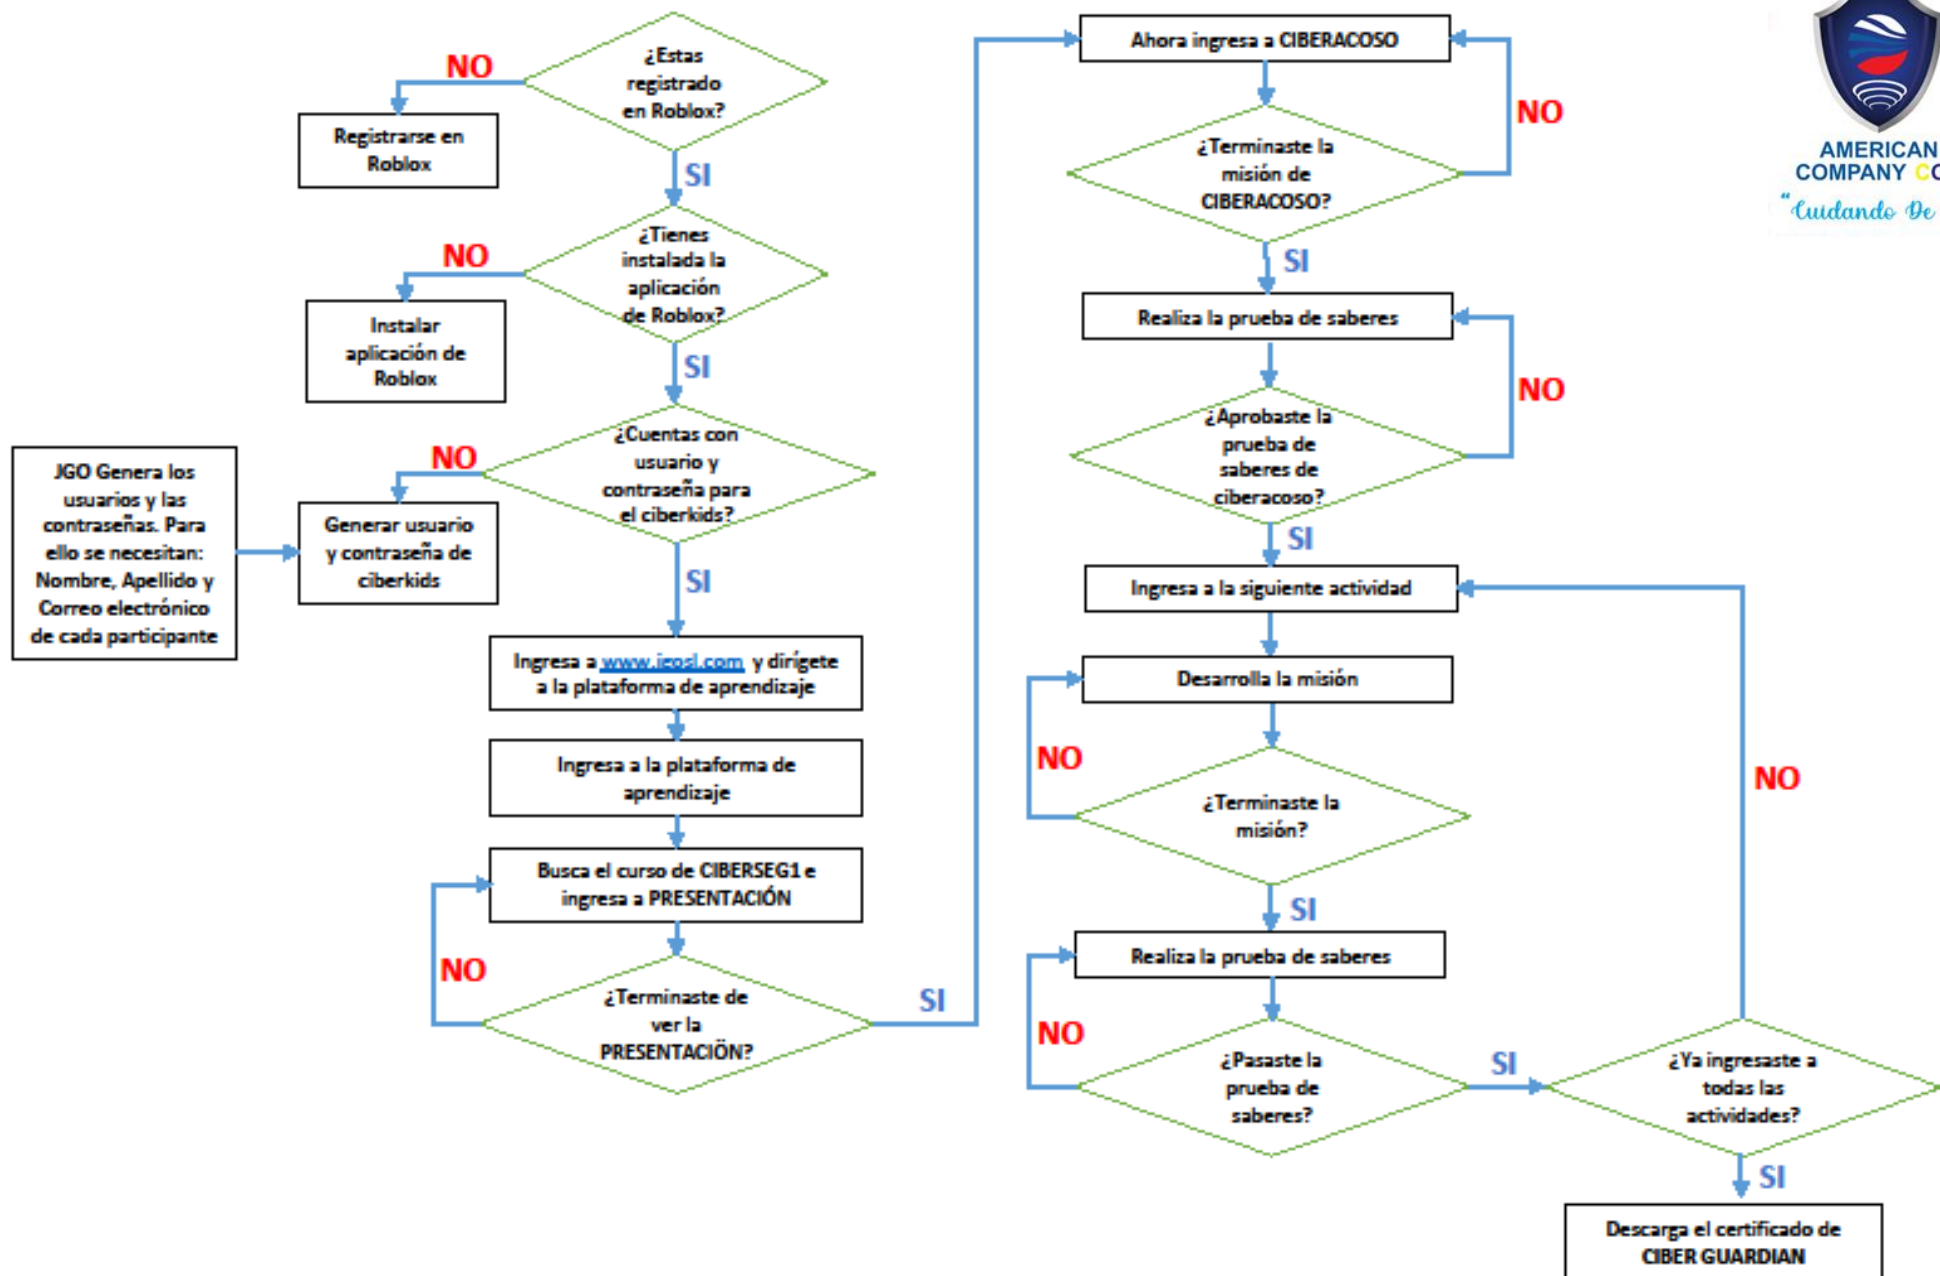 ¿Estas
registrado
en Roblox?
NO
Registrarse en
Roblox
SI
¿Tienes
instalada la
aplicación
de Roblox?
NO
Instalar
aplicación de
Roblox
SI
¿Cuentas con
usuario y
contraseña para
el ciberkids?
NO
JGO Genera los
usuarios y las
contraseñas. Para
ello se necesitan:
Nombre, Apellido y
Correo electrónico
de cada participante
Generar usuario
y contraseña de
ciberkids
SI
Ingresa a www.jgosl.com y dirígete
a la plataforma de aprendizaje
Ingresa a la plataforma de
aprendizaje
Busca el curso de CIBERSEG1 e
ingresa a PRESENTACIÓN
NO
¿Terminaste de
ver la
PRESENTACIÖN?
SI
Ahora ingresa a CIBERACOSO
NO
¿Terminaste la
misión de
CIBERACOSO?
SI
Realiza la prueba de saberes
NO
¿Aprobaste la
prueba de
saberes de
ciberacoso?
SI
Ingresa a la siguiente actividad
Desarrolla la misión
NO
¿Terminaste la
misión?
SI
Realiza la prueba de saberes
NO
¿Pasaste la
prueba de
saberes?
SI
NO
¿Ya ingresaste a
todas las
actividades?
SI
Descarga el certificado de
CIBER GUARDIAN
AMERICAN
COMPANY CO
"Cuidando De